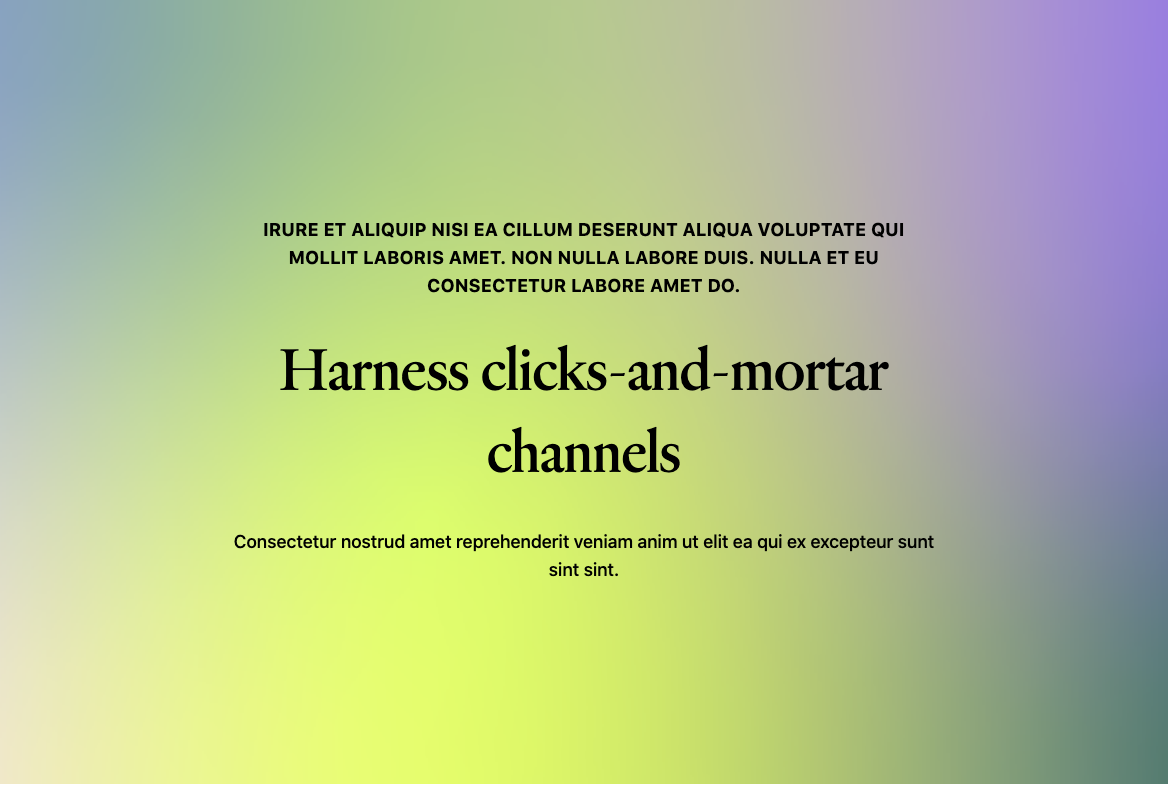 IRURE ET ALIQUIP NISI EA CILLUM DESERUNT ALIQUA VOLUPTATE QUI
MOLLIT LABORIS AMET. NON NULLA LABORE DUIS. NULLA ET EU
CONSECTETUR LABORE AMET DO.
Harness clicks-and-mortar
channels
Consectetur nostrud amet reprehenderit veniam anim ut elit ea qui ex excepteur sunt
sint sint.